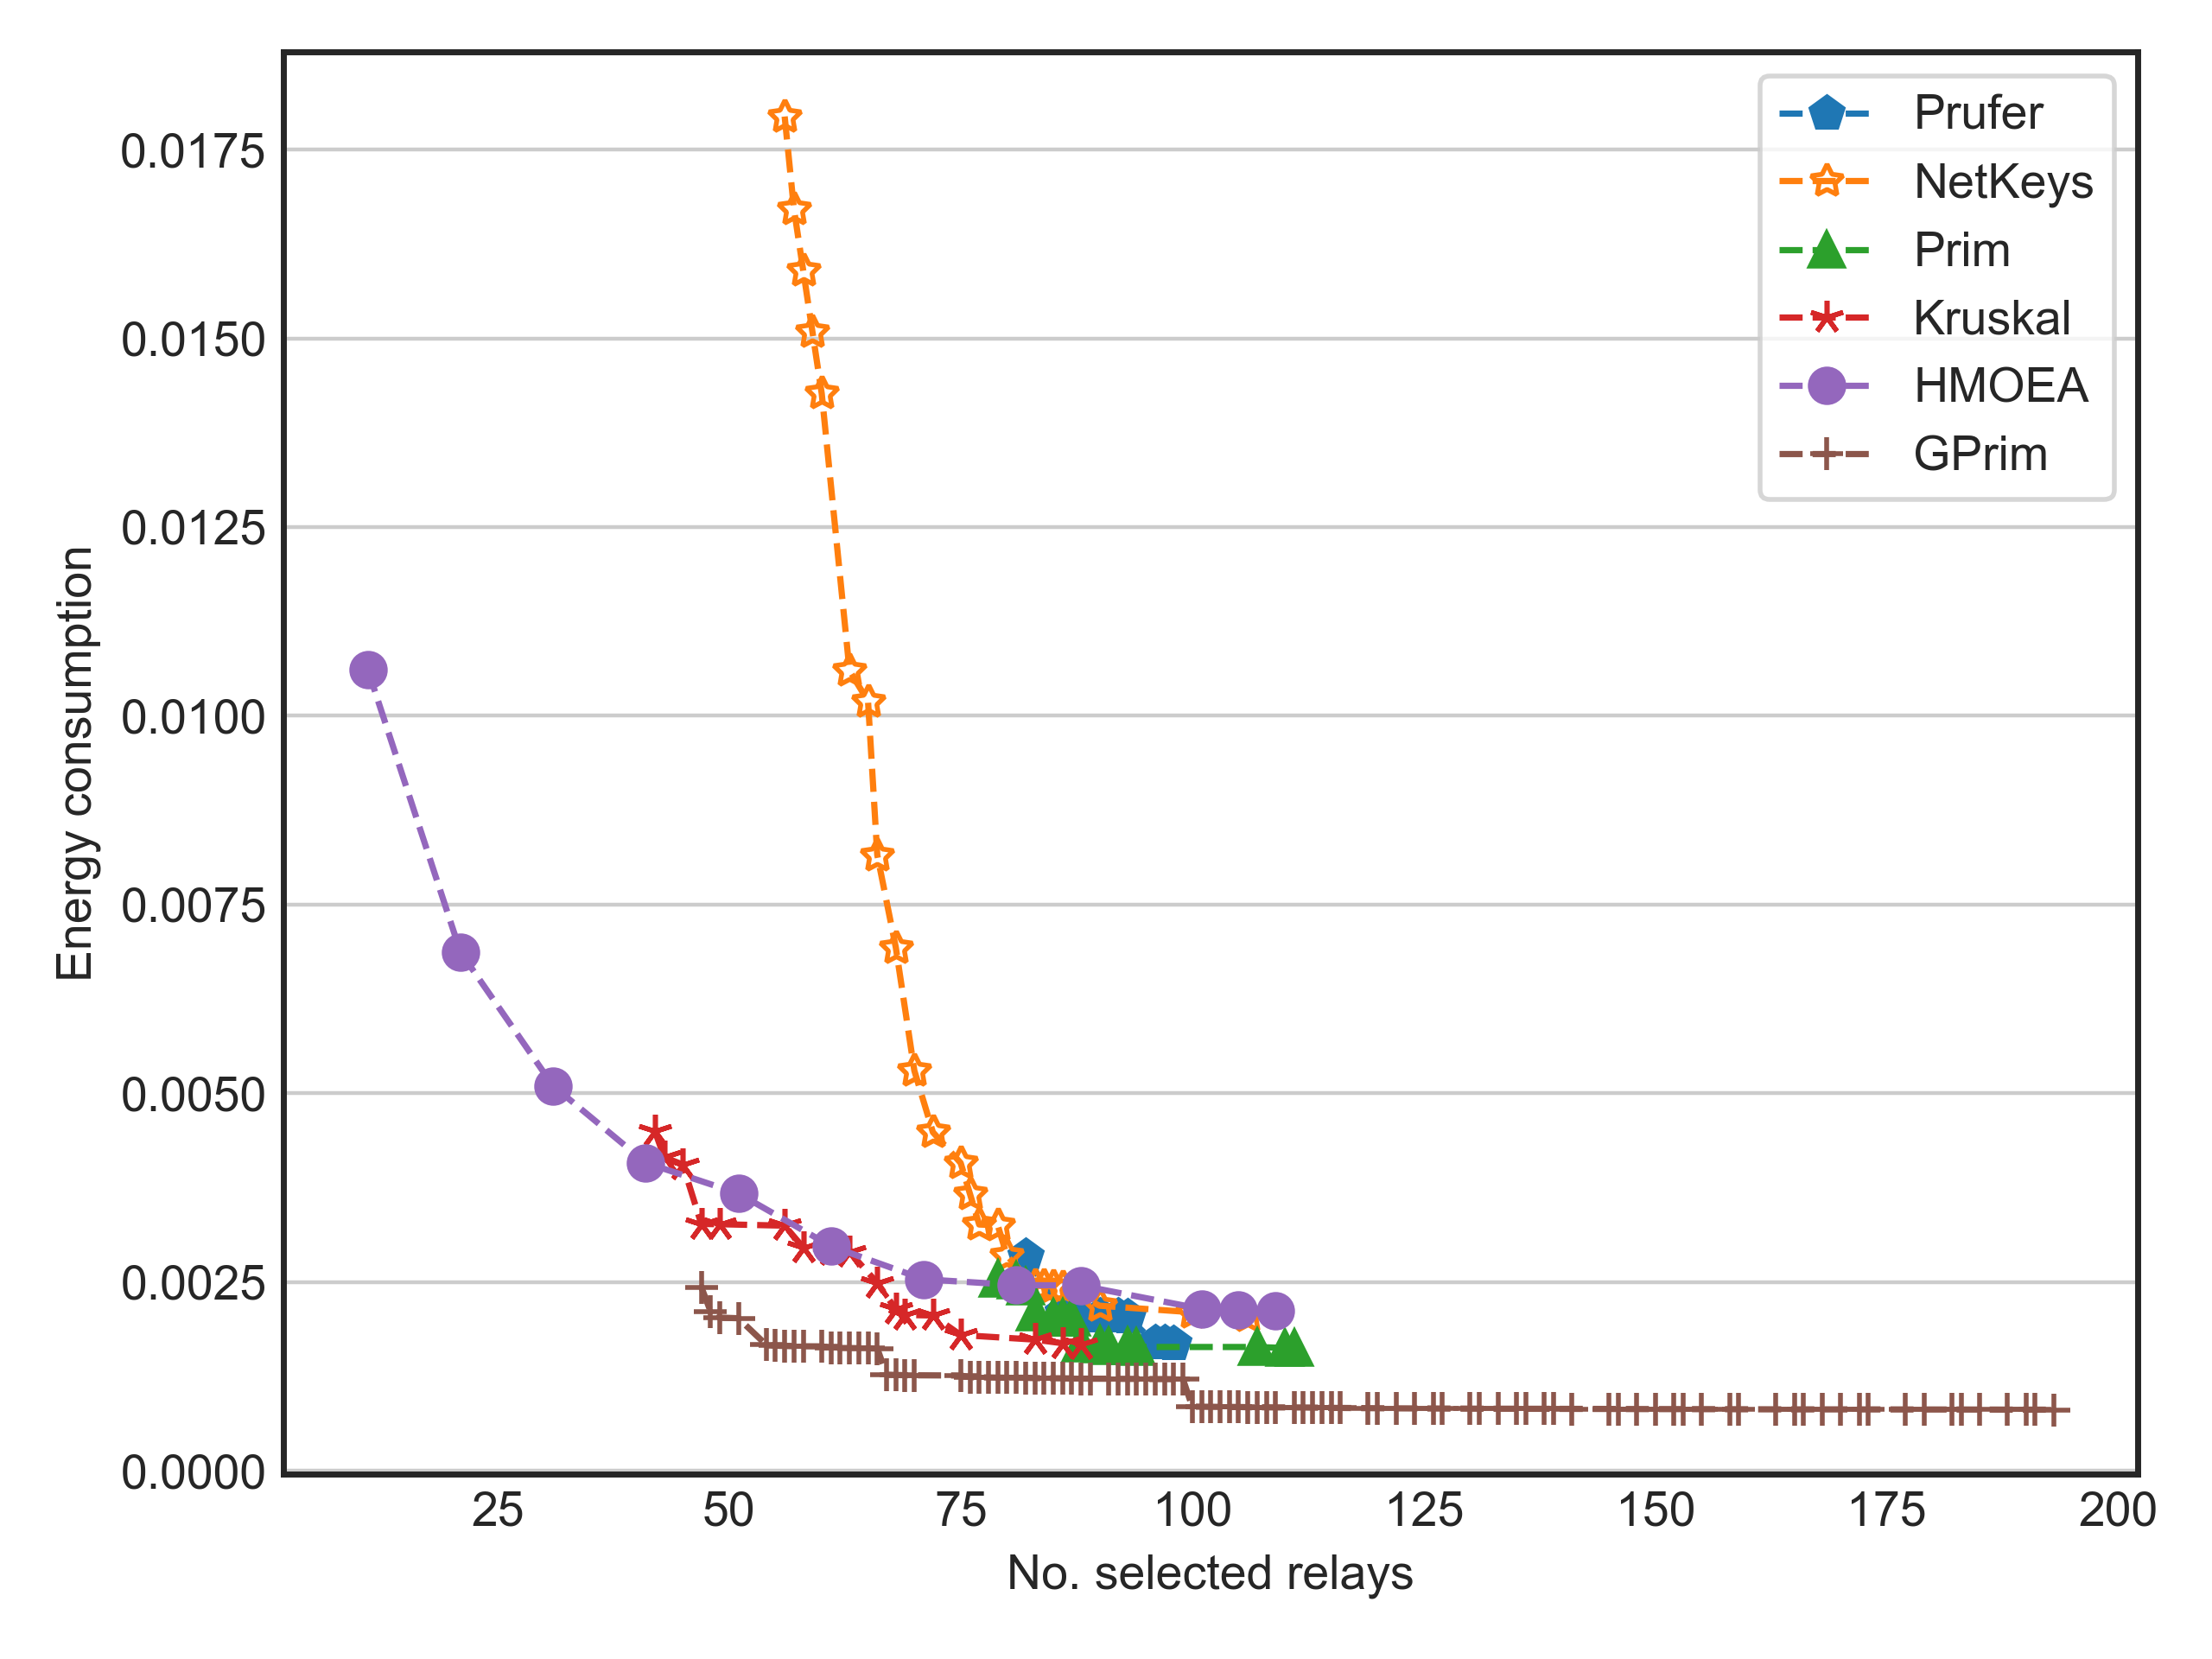 Prufer
NetKeys
Prim
Kruskal
HMOEA
GPrim
Energy consumption
0.0175
0.0150
0.0125
0.0100
0.0075
0.0050
0.0025
0.0000
25 50 75 100 125 150 175 200
No. selected relays